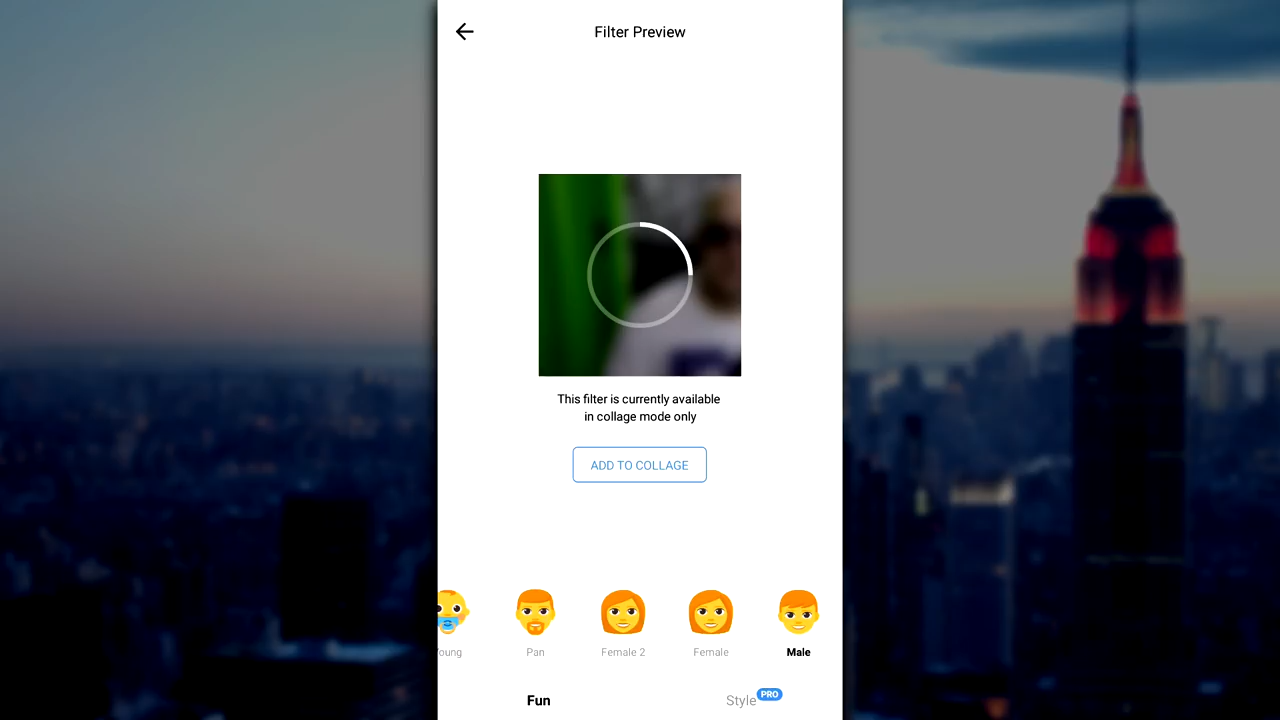 Filter Preview
This filter is currently available
in collage mode only
ADD TO COLLAGE
Pan
Female 2
Female
Male
Fun
Style PRO